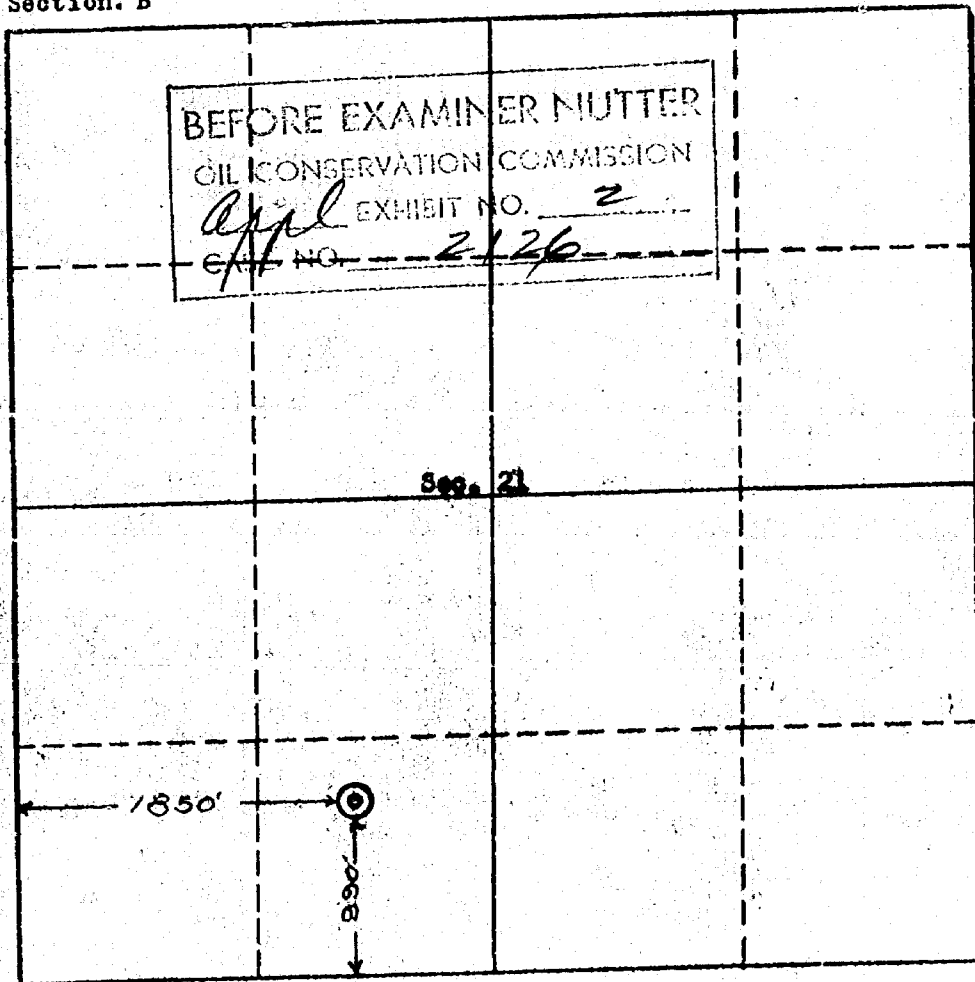 Section. B
BEFORE EXAMINER NUTTER
OIL CONSERVATION COMMISSION
Appl EXHIBIT NO. 2
CASE NO. 2126
Sec. 21
1850'
890'